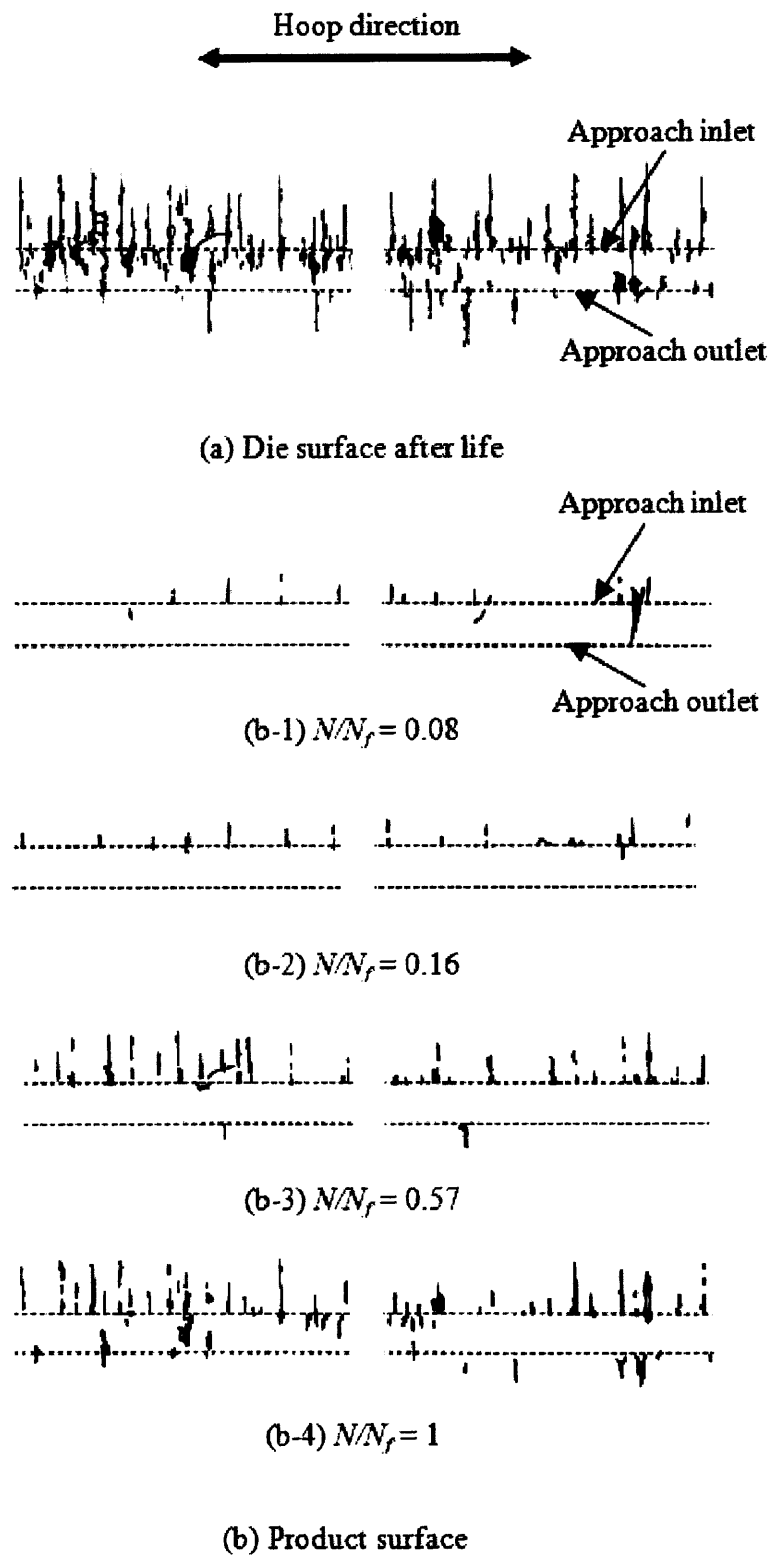 Hoop direction
Approach inlet
Approach outlet
(a) Die surface after life
Approach inlet
Approach outlet
(b-1) N/Nf = 0.08
(b-2) N/Nf = 0.16
(b-3) N/Nf = 0.57
(b-4) N/Nf = 1
(b) Product surface